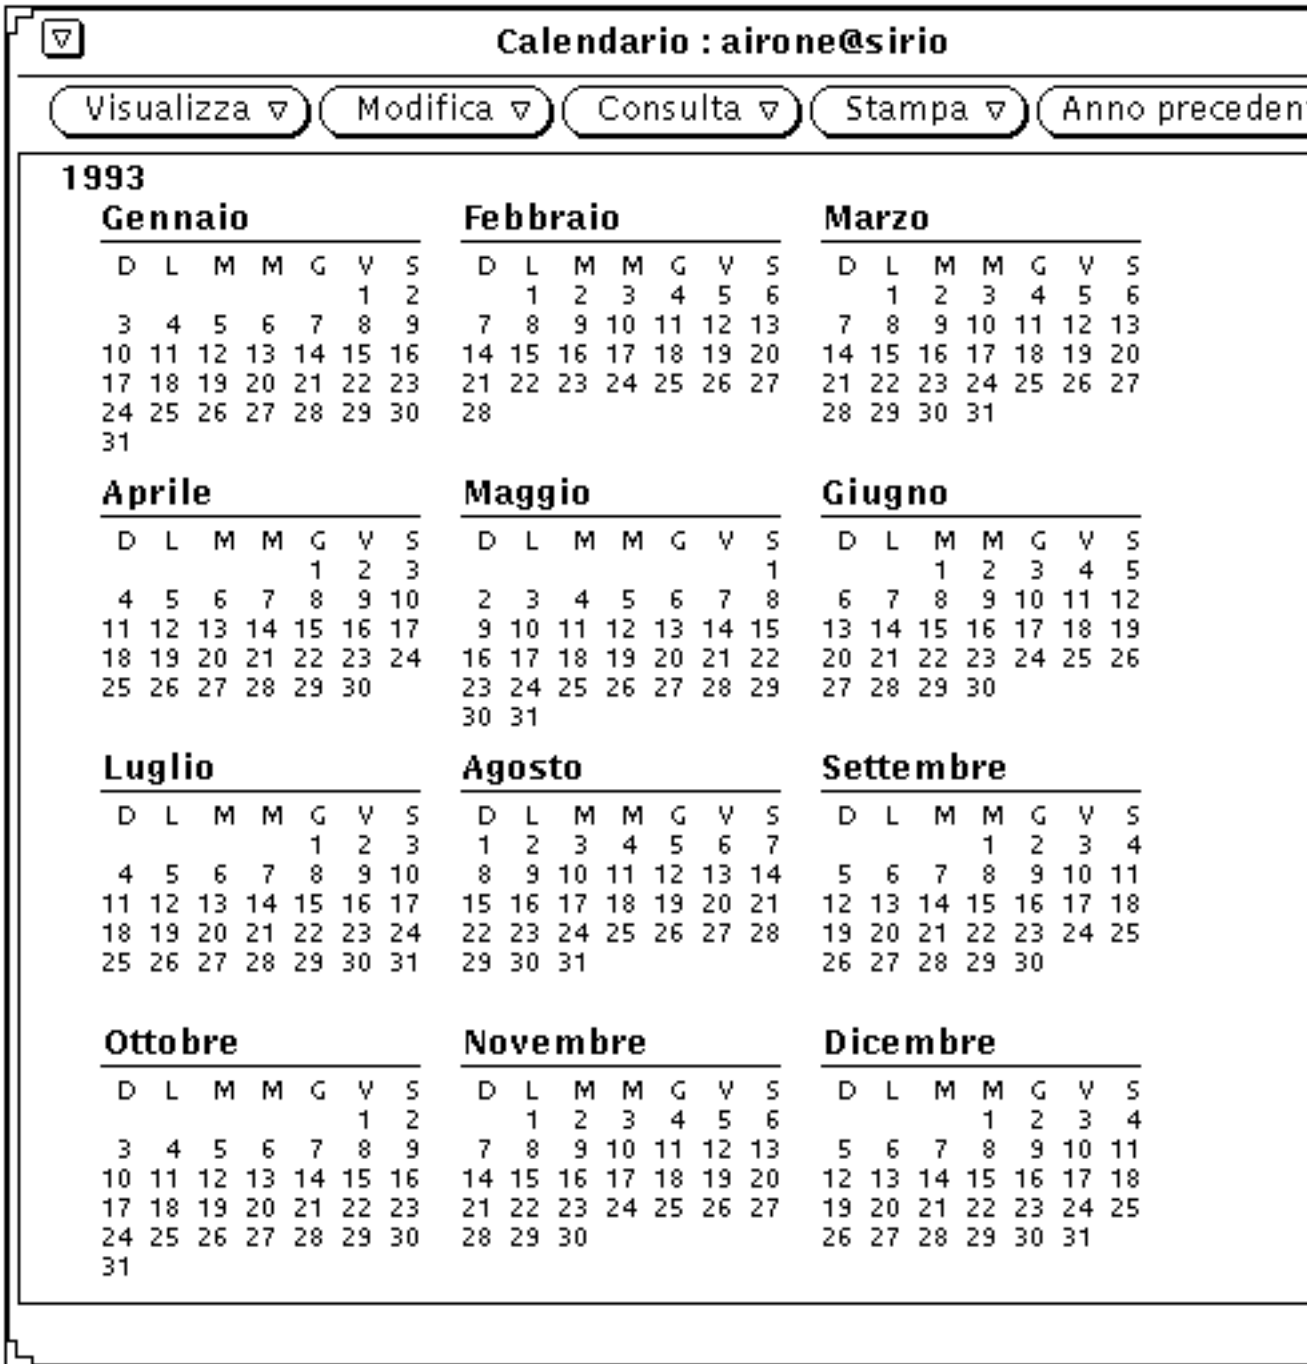 Calendario : airone@sirio
Visualizza Modifica Consulta Stampa Anno preceden
1993
Gennaio Febbraio Marzo
D L M M G V S D L M M G V S D L M M G V S
1 2 1 2 3 4 5 6 1 2 3 4 5 6
3 4 5 6 7 8 9 7 8 9 10 11 12 13 7 8 9 10 11 12 13
10 11 12 13 14 15 16 14 15 16 17 18 19 20 14 15 16 17 18 19 20
17 18 19 20 21 22 23 21 22 23 24 25 26 27 21 22 23 24 25 26 27
24 25 26 27 28 29 30 28 28 29 30 31
31
Aprile Maggio Giugno
D L M M G V S D L M M G V S D L M M G V S
1 2 3 1 1 2 3 4 5
4 5 6 7 8 9 10 2 3 4 5 6 7 8 6 7 8 9 10 11 12
11 12 13 14 15 16 17 9 10 11 12 13 14 15 13 14 15 16 17 18 19
18 19 20 21 22 23 24 16 17 18 19 20 21 22 20 21 22 23 24 25 26
25 26 27 28 29 30 23 24 25 26 27 28 29 27 28 29 30
30 31
Luglio Agosto Settembre
D L M M G V S D L M M G V S D L M M G V S
1 2 3 1 2 3 4 5 6 7 1 2 3 4
4 5 6 7 8 9 10 8 9 10 11 12 13 14 5 6 7 8 9 10 11
11 12 13 14 15 16 17 15 16 17 18 19 20 21 12 13 14 15 16 17 18
18 19 20 21 22 23 24 22 23 24 25 26 27 28 19 20 21 22 23 24 25
25 26 27 28 29 30 31 29 30 31 26 27 28 29 30
Ottobre Novembre Dicembre
D L M M G V S D L M M G V S D L M M G V S
1 2 1 2 3 4 5 6 1 2 3 4
3 4 5 6 7 8 9 7 8 9 10 11 12 13 5 6 7 8 9 10 11
10 11 12 13 14 15 16 14 15 16 17 18 19 20 12 13 14 15 16 17 18
17 18 19 20 21 22 23 21 22 23 24 25 26 27 19 20 21 22 23 24 25
24 25 26 27 28 29 30 28 29 30 26 27 28 29 30 31
31